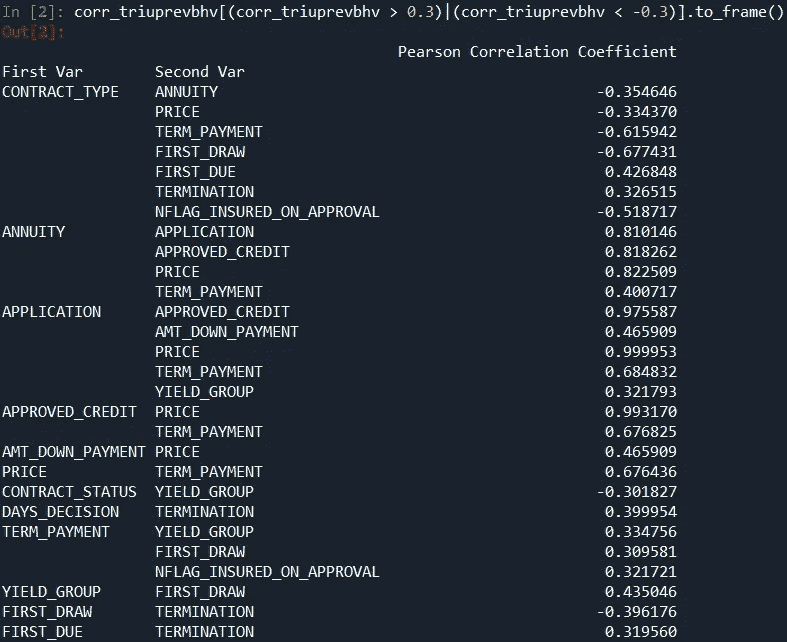 In [2]: corr_triuprevbhv[(corr_triuprevbhv > 0.3)|(corr_triuprevbhv < -0.3)].to_frame()
Out[2]:
Pearson Correlation Coefficient
First Var Second Var
CONTRACT_TYPE ANNUITY -0.354646
PRICE -0.334370
TERM_PAYMENT -0.615942
FIRST_DRAW -0.677431
FIRST_DUE 0.426848
TERMINATION 0.326515
NFLAG_INSURED_ON_APPROVAL -0.518717
ANNUITY APPLICATION 0.810146
APPROVED_CREDIT 0.818262
PRICE 0.822509
TERM_PAYMENT 0.400717
APPLICATION APPROVED_CREDIT 0.975587
AMT_DOWN_PAYMENT 0.465909
PRICE 0.999953
TERM_PAYMENT 0.684832
YIELD_GROUP 0.321793
APPROVED_CREDIT PRICE 0.993170
TERM_PAYMENT 0.676825
AMT_DOWN_PAYMENT PRICE 0.465909
PRICE TERM_PAYMENT 0.676436
CONTRACT_STATUS YIELD_GROUP -0.301827
DAYS_DECISION TERMINATION 0.399954
TERM_PAYMENT YIELD_GROUP 0.334756
FIRST_DRAW 0.309581
NFLAG_INSURED_ON_APPROVAL 0.321721
YIELD_GROUP FIRST_DRAW 0.435046
FIRST_DRAW TERMINATION -0.396176
FIRST_DUE TERMINATION 0.319560